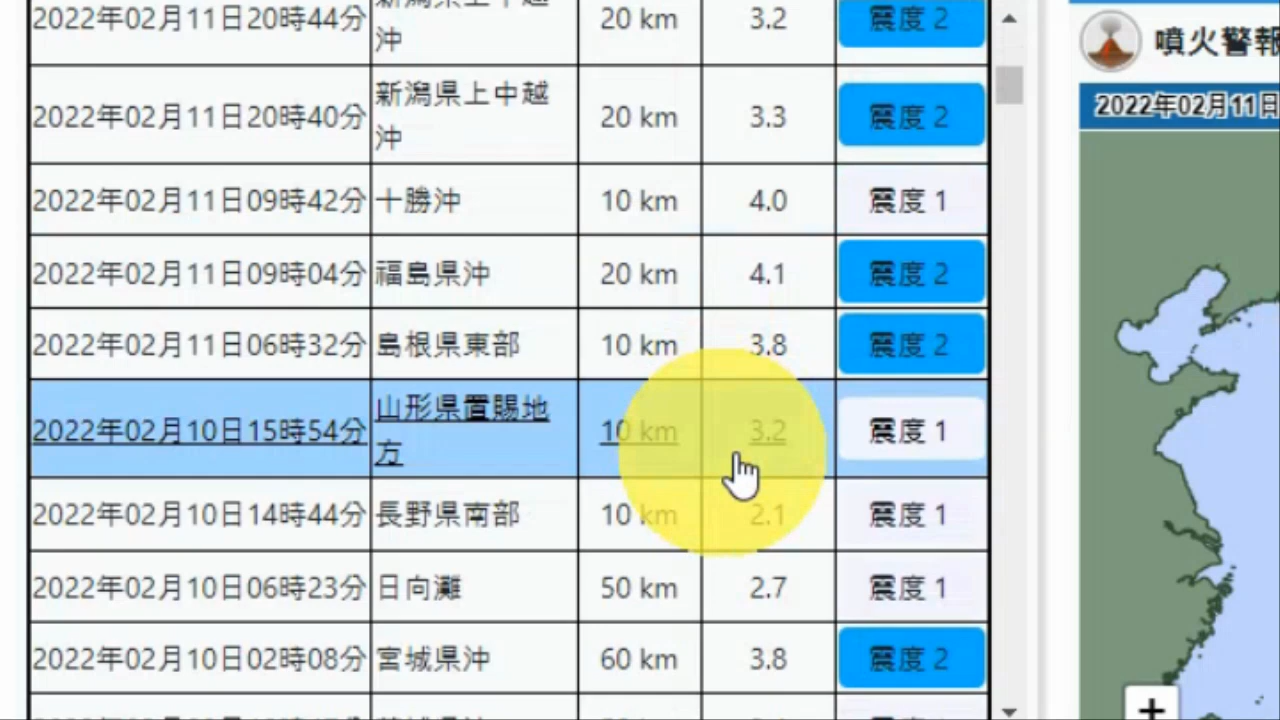 2022年02月11日20時44分 新潟県上中越 20 km 3.2 震度 2
沖
2022年02月11日20時40分 新潟県上中越 20 km 3.3 震度 2
沖
2022年02月11日09時42分 十勝沖 10 km 4.0 震度 1
2022年02月11日09時04分 福島県沖 20 km 4.1 震度 2
2022年02月11日06時32分 島根県東部 10 km 3.8 震度 2
2022年02月10日15時54分 山形県置賜地 10 km 3.2 震度 1
方
2022年02月10日14時44分 長野県南部 10 km 2.1 震度 1
2022年02月10日06時23分 日向灘 50 km 2.7 震度 1
2022年02月10日02時08分 宮城県沖 60 km 3.8 震度 2
噴火警報
2022年02月11日
+